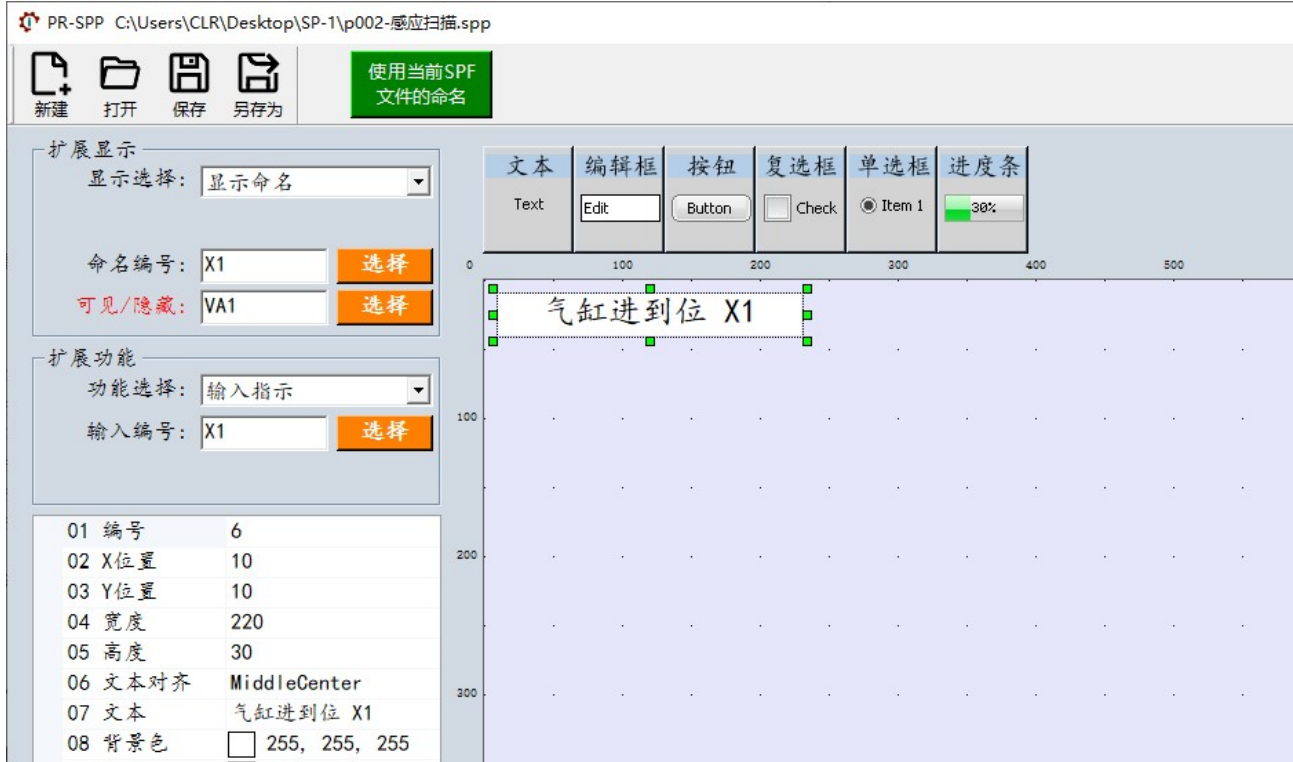 PR-SPP C:\Users\CLR\Desktop\SP-1\p002-感应扫描.spp
新建 打开 保存 另存为
使用当前SPF
文件的命名
扩展显示
显示选择: 显示命名
命名编号: X1 选择
可见/隐藏: VA1 选择
扩展功能
功能选择: 输入指示
输入编号: X1 选择
01 编号 6
02 X位置 10
03 Y位置 10
04 宽度 220
05 高度 30
06 文本对齐 MiddleCenter
07 文本 气缸进到位 X1
08 背景色 255, 255, 255
文本 编辑框 按钮 复选框 单选框 进度条
Text Edit Button Check Item 1 30%
0 100 200 300 400 500
气缸进到位 X1
100
200
300